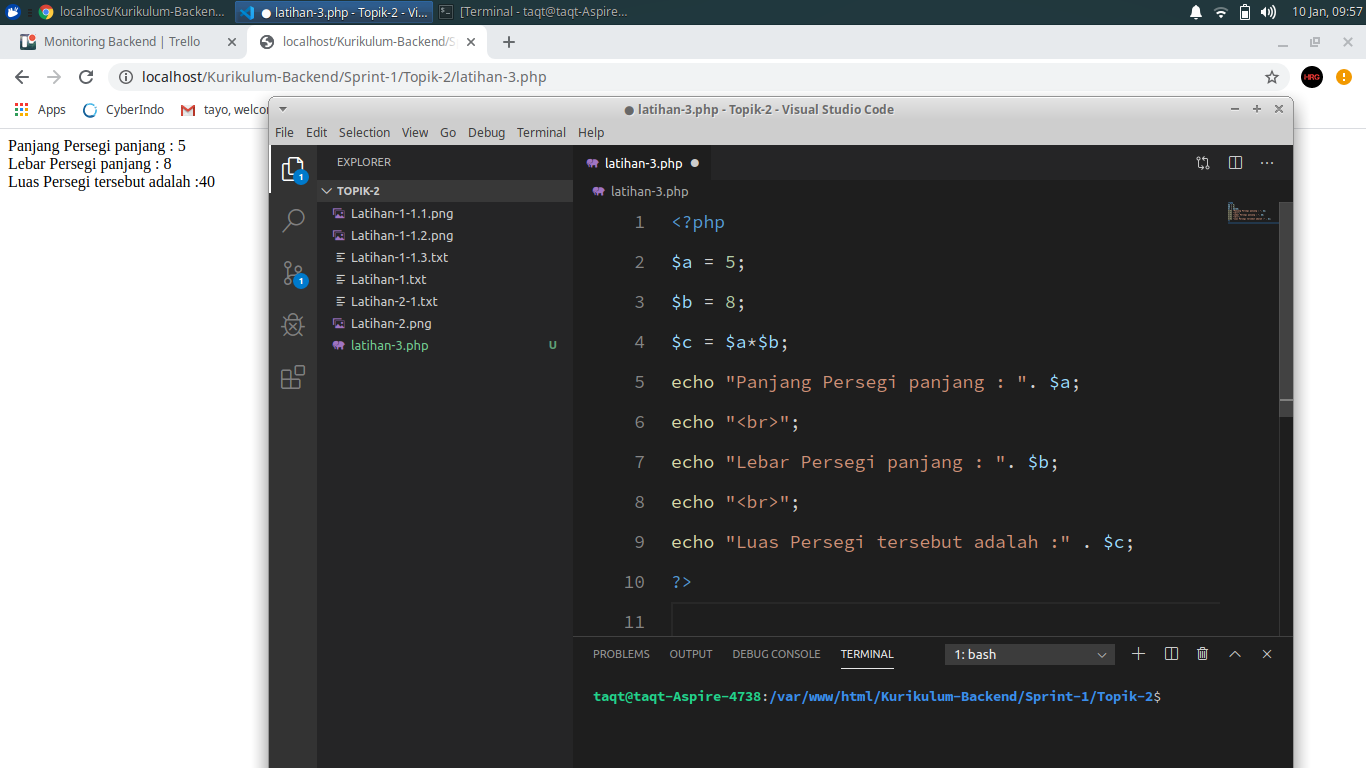 localhost/Kurikulum-Backen...
● latihan-3.php - Topik-2 - Vi...
[Terminal - taqt@taqt-Aspire...
10 Jan, 09:57
Monitoring Backend | Trello
localhost/Kurikulum-Backend/S
localhost/Kurikulum-Backend/Sprint-1/Topik-2/latihan-3.php
HRG
Apps
CyberIndo
tayo, welco
Panjang Persegi panjang : 5
Lebar Persegi panjang : 8
Luas Persegi tersebut adalah :40
● latihan-3.php - Topik-2 - Visual Studio Code
File Edit Selection View Go Debug Terminal Help
EXPLORER
TOPIK-2
Latihan-1-1.1.png
Latihan-1-1.2.png
Latihan-1-1.3.txt
Latihan-1.txt
Latihan-2-1.txt
Latihan-2.png
latihan-3.php U
1
1
latihan-3.php ●
latihan-3.php
1 <?php
2 $a = 5;
3 $b = 8;
4 $c = $a*$b;
5 echo "Panjang Persegi panjang : ". $a;
6 echo "<br>";
7 echo "Lebar Persegi panjang : ". $b;
8 echo "<br>";
9 echo "Luas Persegi tersebut adalah :" . $c;
10 ?>
11
PROBLEMS OUTPUT DEBUG CONSOLE TERMINAL
1: bash
taqt@taqt-Aspire-4738:/var/www/html/Kurikulum-Backend/Sprint-1/Topik-2$